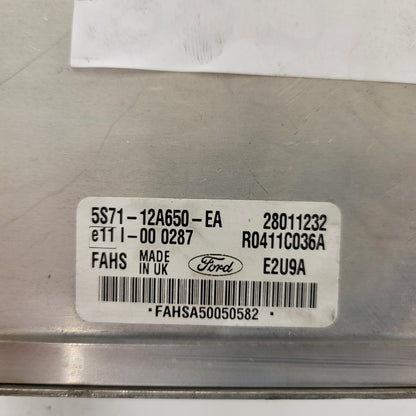 5S71-12A650-EA 28011232
e11 I-00 0287 R0411C036A
FAHS MADE IN UK Ford E2U9A
*FAHSA50050582*